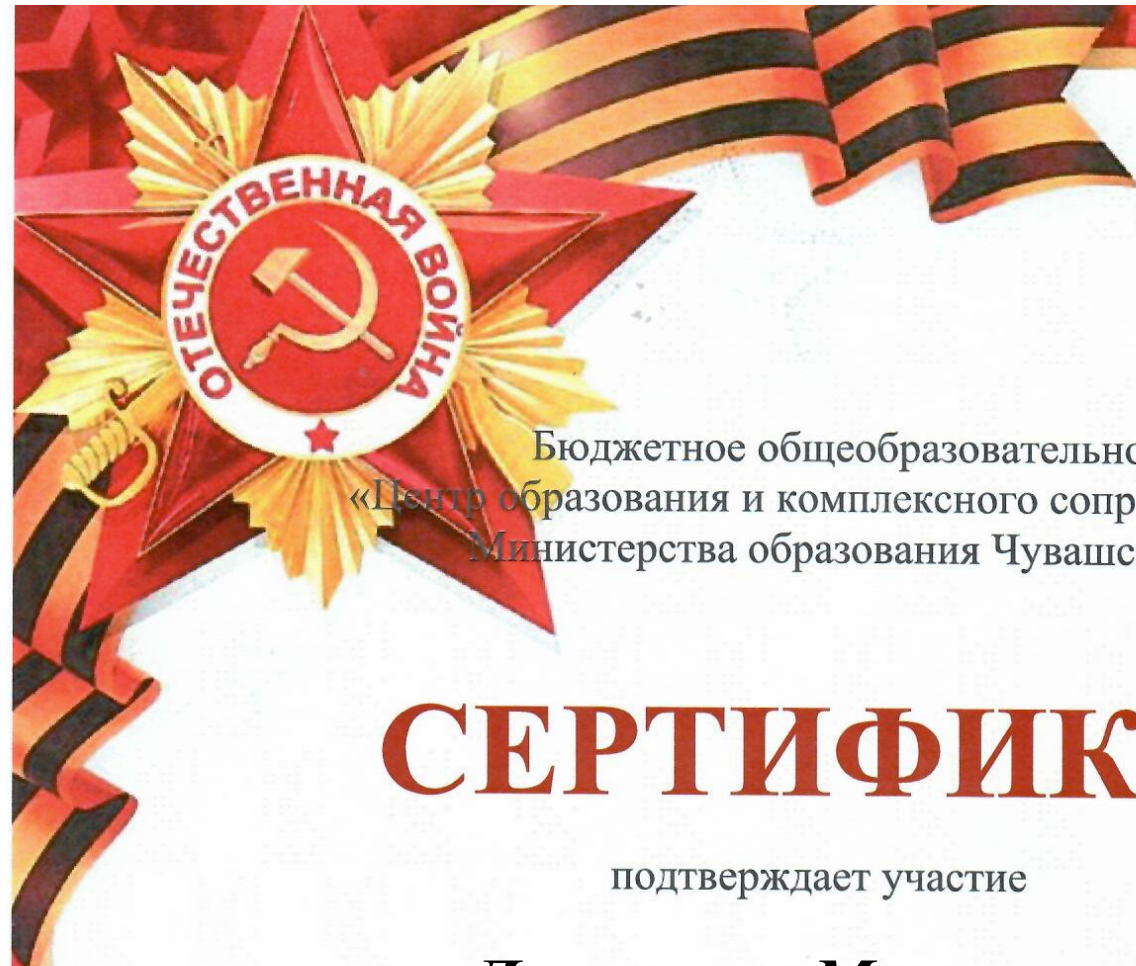 ОТЕЧЕСТВЕННАЯ ВОЙНА
Бюджетное общеобразовательно
«Центр образования и комплексного сопр
Министерства образования Чувашс
СЕРТИФИК
подтверждает участие